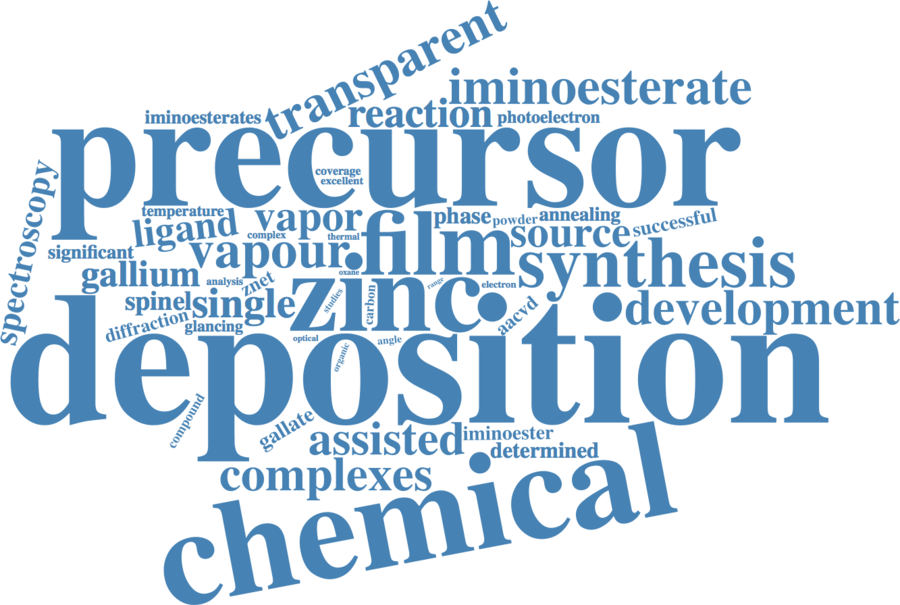 transparent
iminoesterate
iminoesterates
reaction
photoelectron
precursor
coverage
excellent
spectroscopy
temperature
ligand
vapor
complex
thermal
film
phase
powder
annealing
source
successful
significant
vapour
synthesis
gallium
analysis
znet
oxane
zinc
carbon
studies
range
electron
spinel
single
diffraction
glancing
aacvd
development
deposition
optical
organic
angle
compound
gallate
assisted
iminoester
determined
complexes
chemical